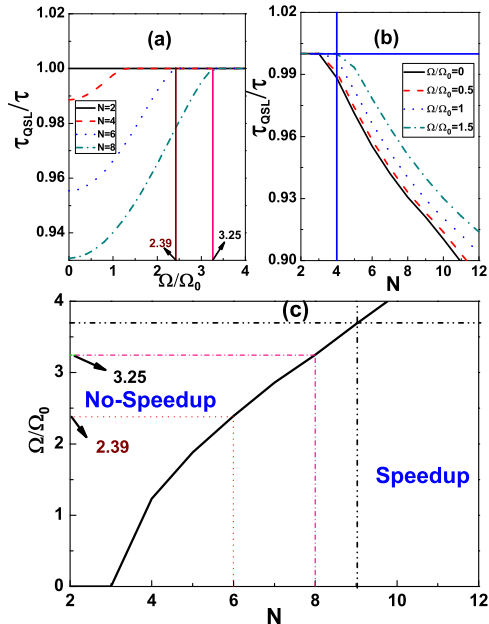 (a)
τ_QSL/τ
1.02
1.00
0.98
0.96
0.94
N=2
N=4
N=6
N=8
2.39
3.25
0 1 2 3 4
Ω/Ω₀
(b)
τ_QSL/τ
1.02
0.99
0.96
0.93
0.90
Ω/Ω₀=0
Ω/Ω₀=0.5
Ω/Ω₀=1
Ω/Ω₀=1.5
2 4 6 8 10 12
N
(c)
Ω/Ω₀
4
3
2
1
0
3.25
No-Speedup
2.39
Speedup
2 4 6 8 10 12
N